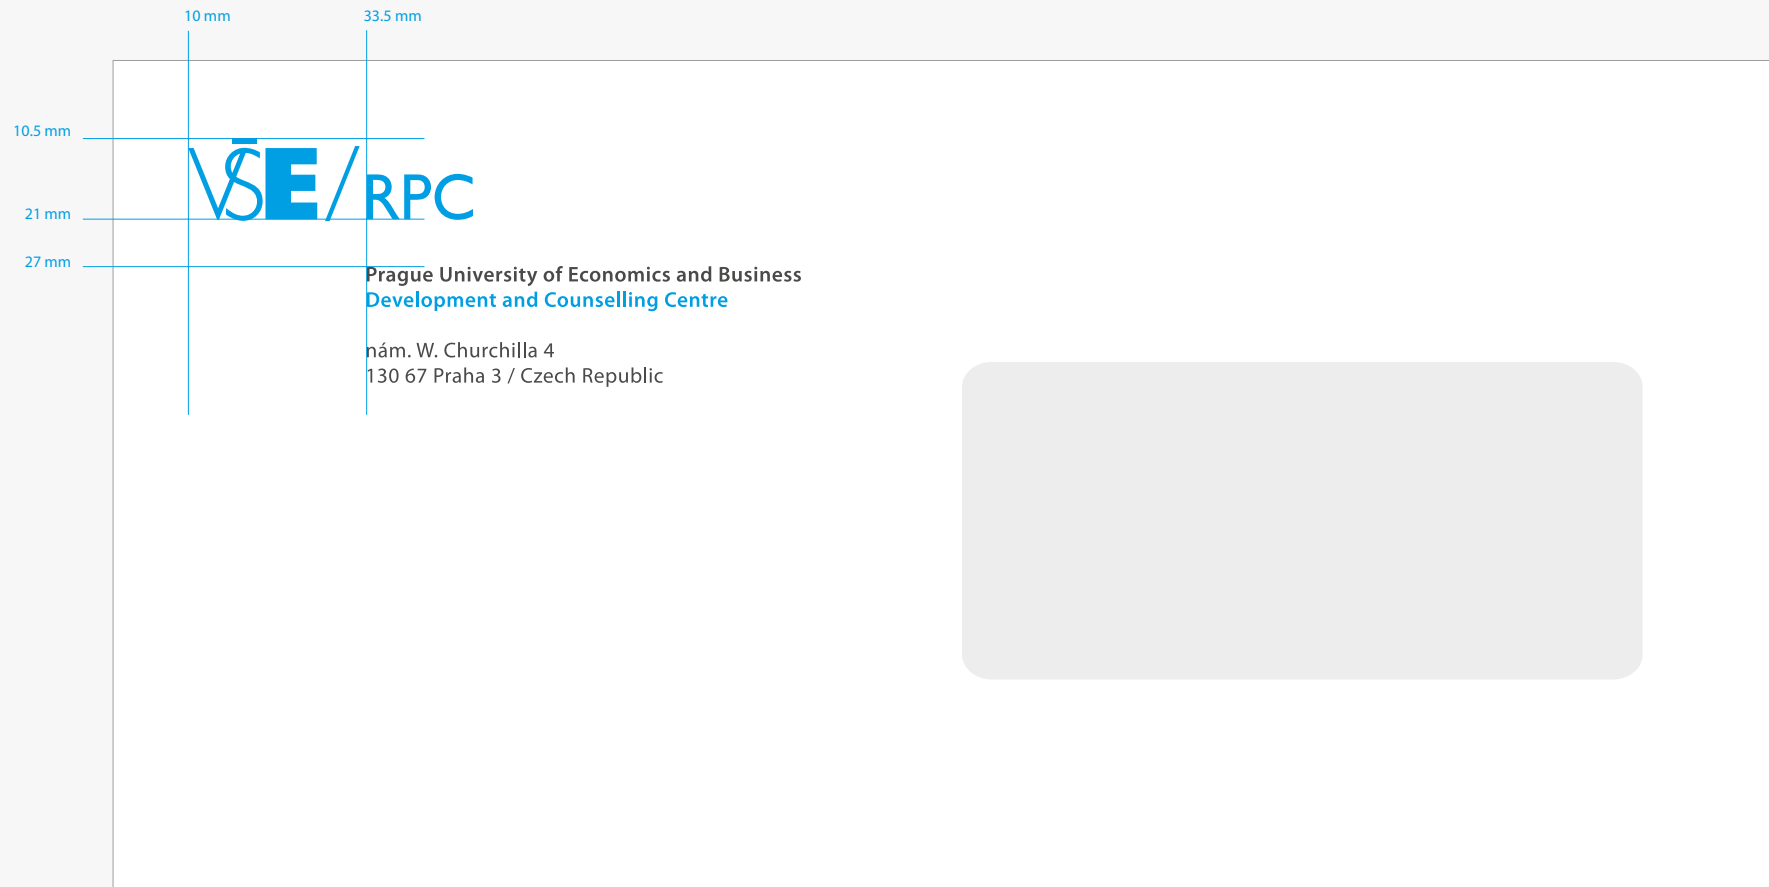 10 mm
33.5 mm
10.5 mm
VŠE/RPC
21 mm
27 mm
Prague University of Economics and Business
Development and Counselling Centre
nám. W. Churchilla 4
130 67 Praha 3 / Czech Republic